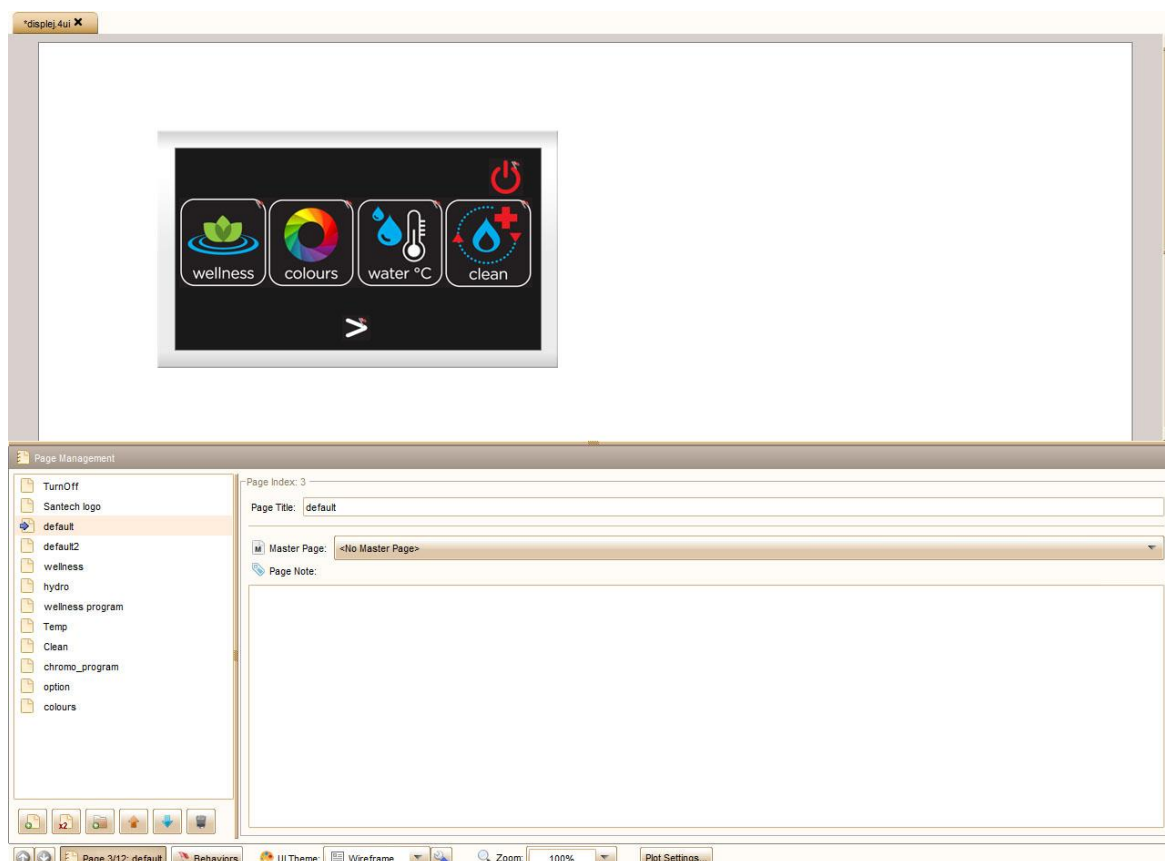 *displej.4ui
wellness
colours
water °C
clean
>
Page Management
TurnOff
Santech logo
default
default2
wellness
hydro
wellness program
Temp
Clean
chromo_program
option
colours
x2
Page Index: 3
Page Title: default
M Master Page: <No Master Page>
Page Note:
Page 3/12: default Behaviors UI Theme: Wireframe Zoom: 100% Plot Settings...